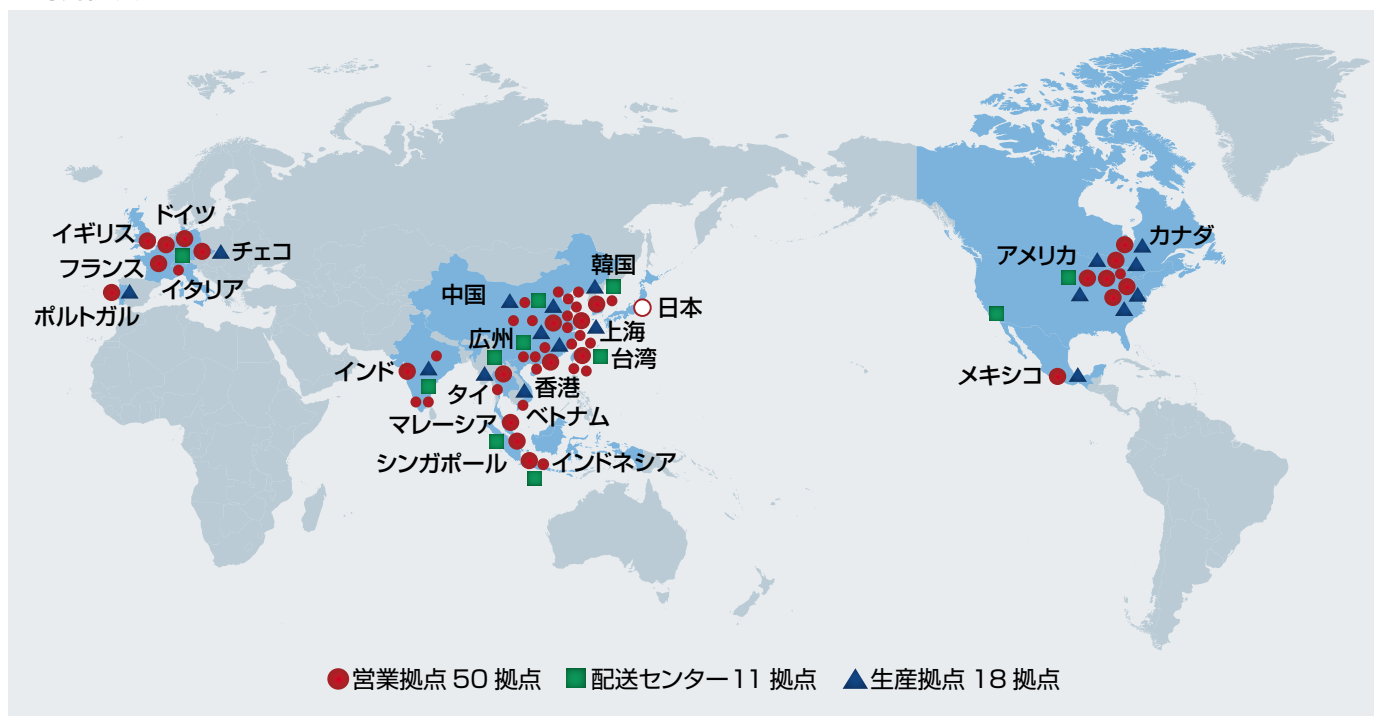 ドイツ
イギリス
チェコ
フランス
イタリア
ポルトガル
韓国
中国
日本
広州
上海
台湾
インド
タイ
香港
マレーシア
ベトナム
シンガポール
インドネシア
カナダ
アメリカ
メキシコ
営業拠点 50 拠点 配送センター 11 拠点 生産拠点 18 拠点